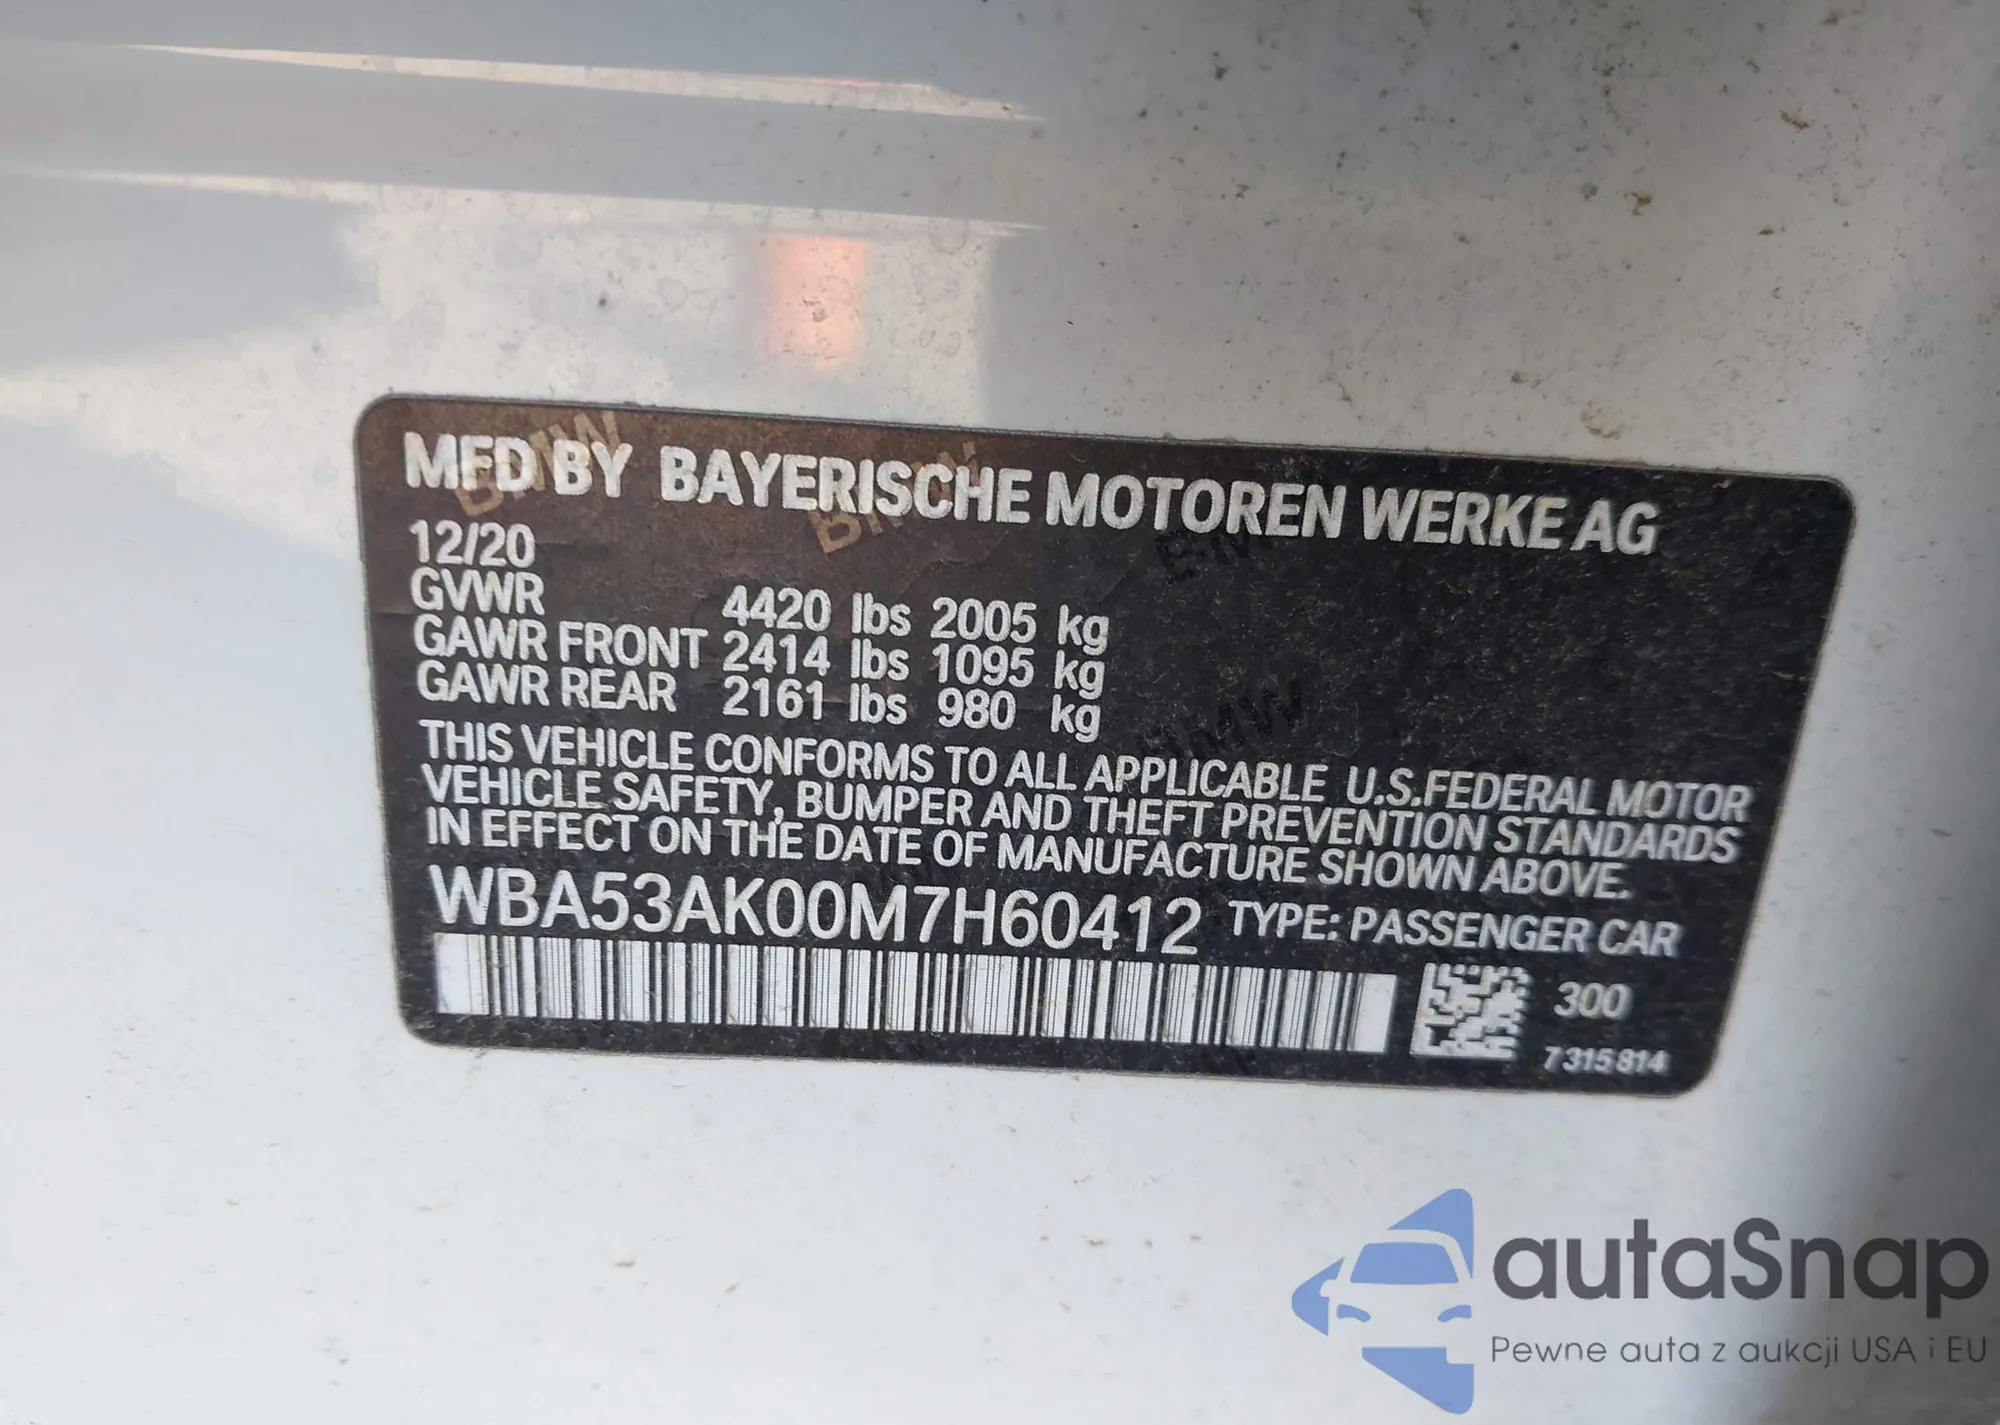 MFD BY BAYERISCHE MOTOREN WERKE AG
12/20
GVWR 4420 lbs 2005 kg
GAWR FRONT 2414 lbs 1095 kg
GAWR REAR 2161 lbs 980 kg
THIS VEHICLE CONFORMS TO ALL APPLICABLE U.S.FEDERAL MOTOR
VEHICLE SAFETY, BUMPER AND THEFT PREVENTION STANDARDS
IN EFFECT ON THE DATE OF MANUFACTURE SHOWN ABOVE.
WBA53AK00M7H60412 TYPE: PASSENGER CAR
300
7315814
autaSnap
Pewne auta z aukcji USA i EU